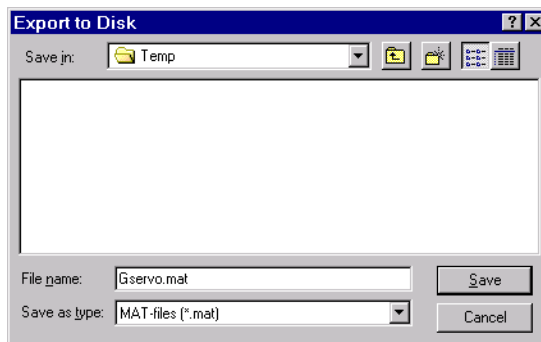 Export to Disk
Save in: Temp
File name: Gservo.mat Save
Save as type: MAT-files (*.mat) Cancel